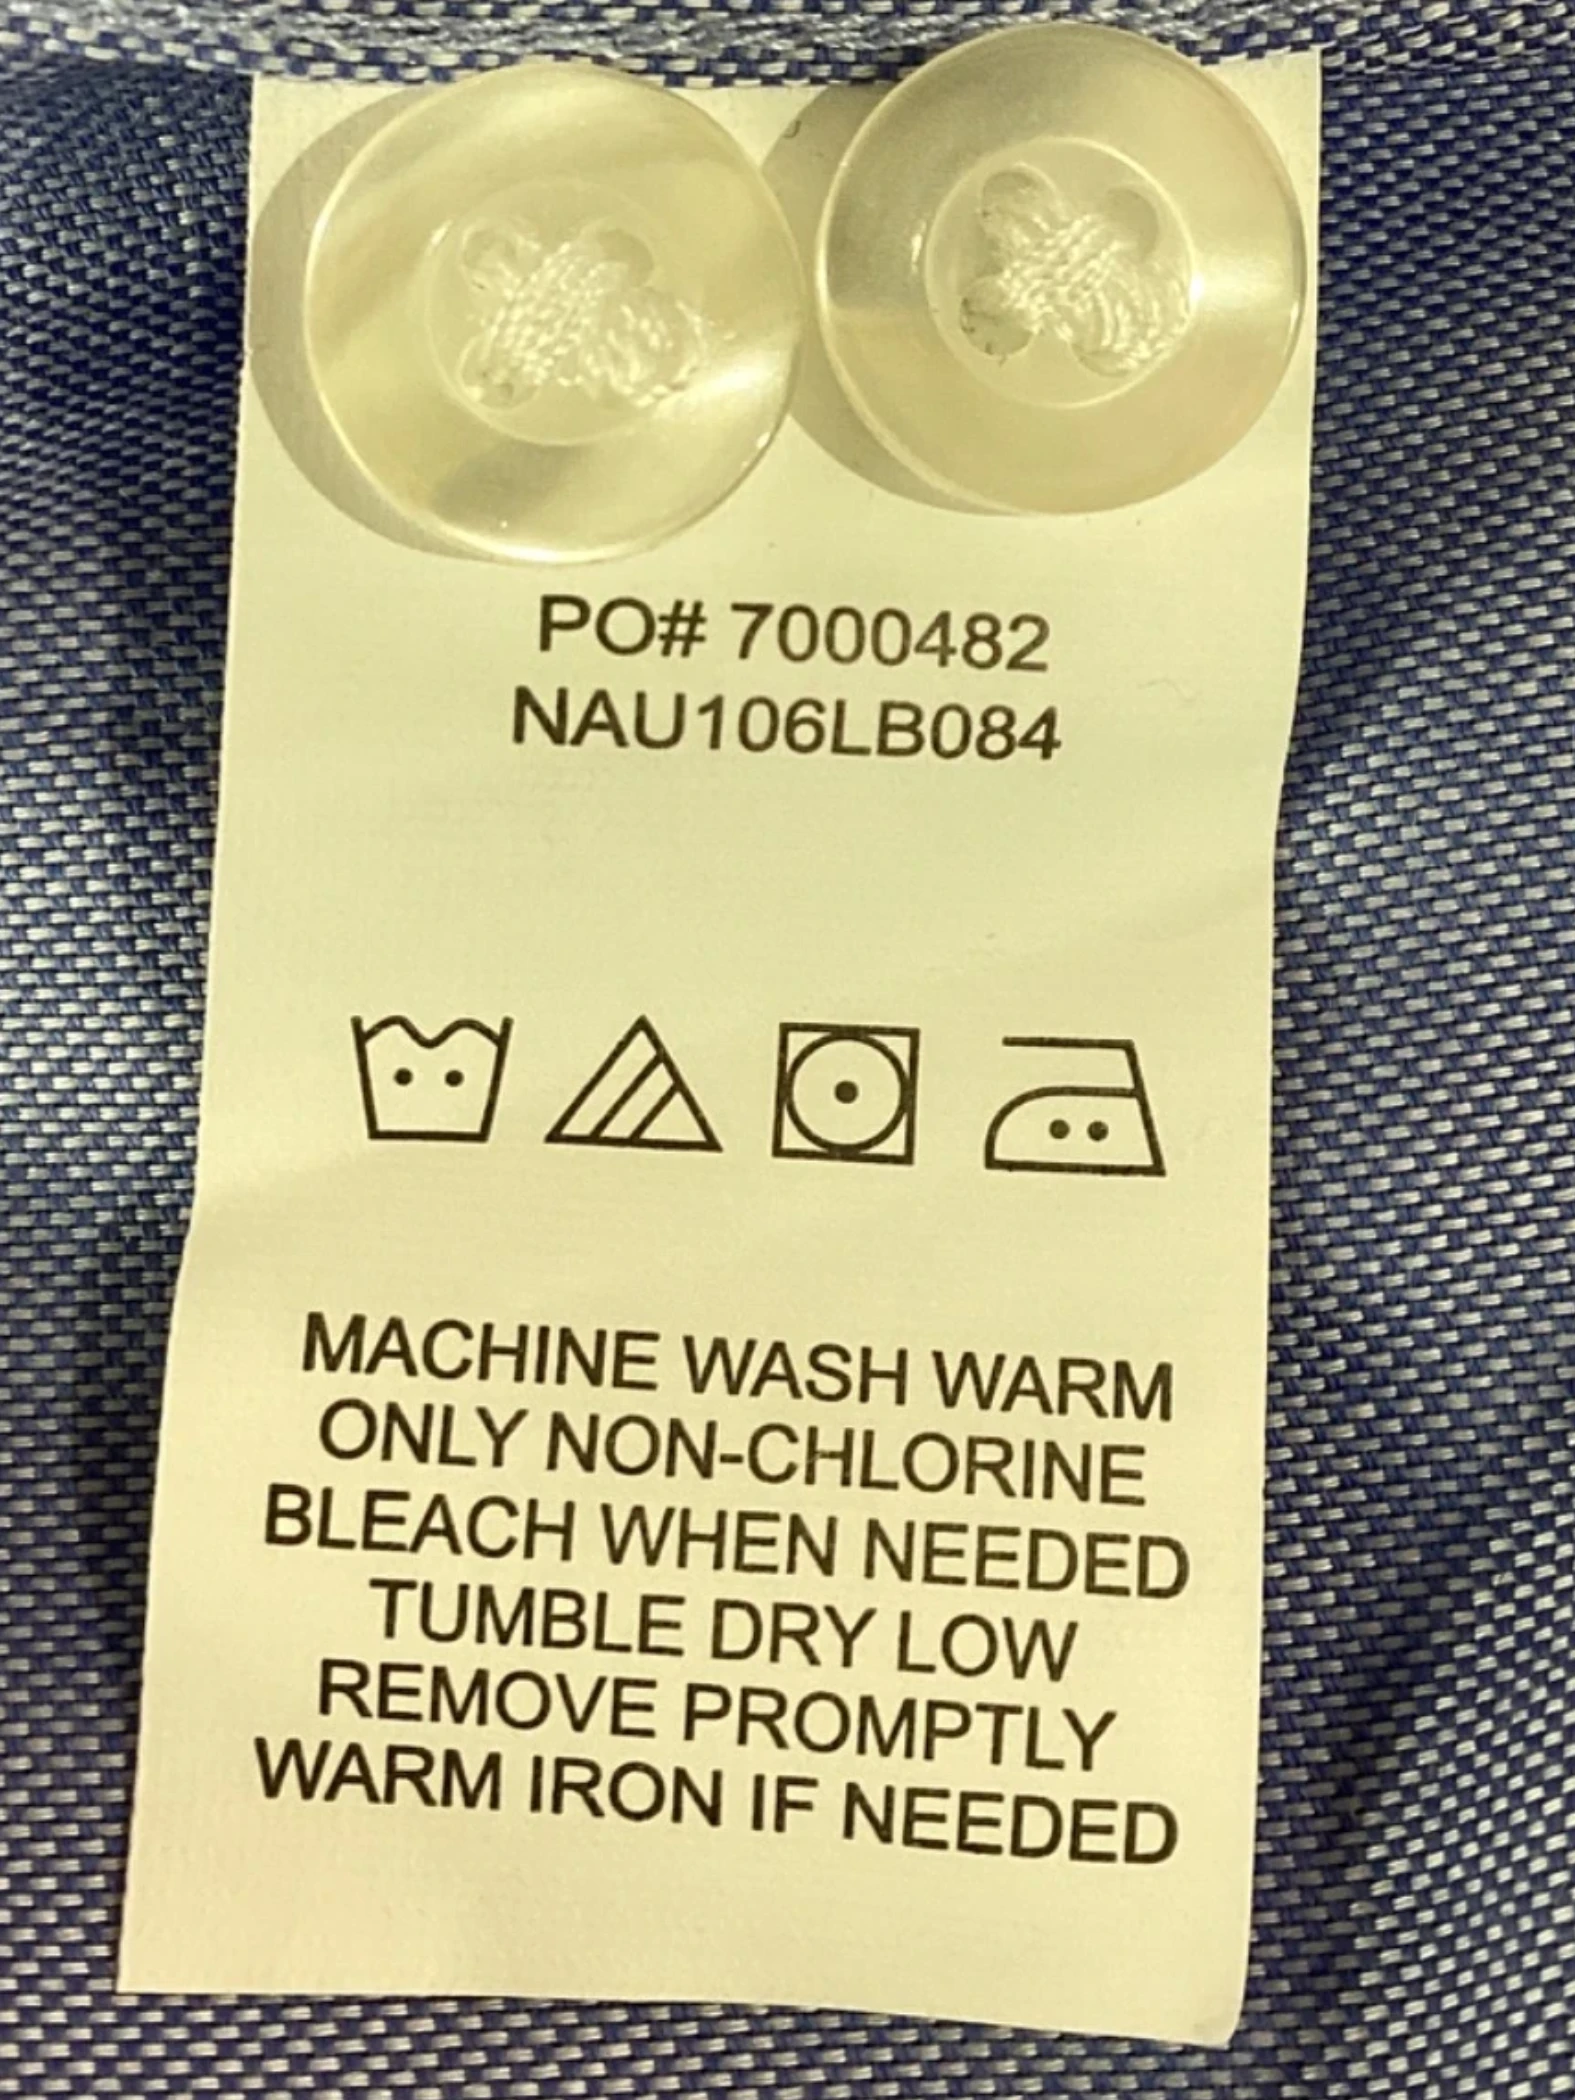 PO# 7000482
NAU106LB084
MACHINE WASH WARM
ONLY NON-CHLORINE
BLEACH WHEN NEEDED
TUMBLE DRY LOW
REMOVE PROMPTLY
WARM IRON IF NEEDED